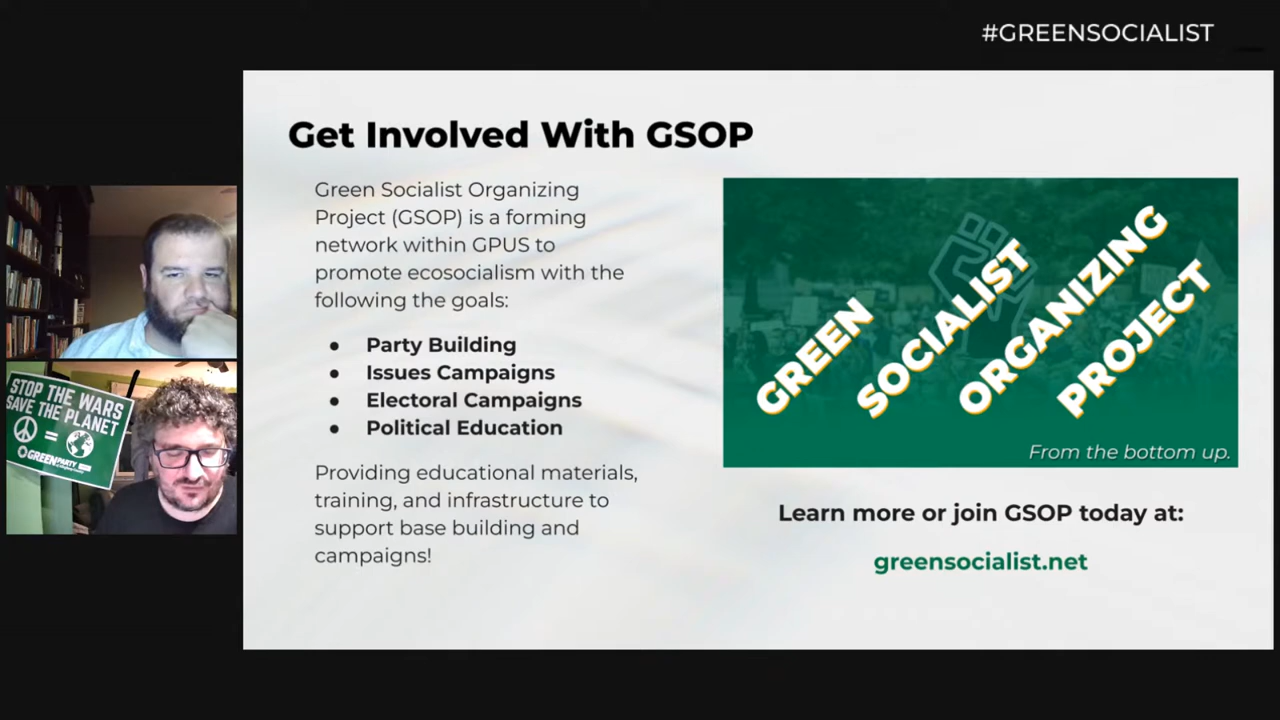 #GREENSOCIALIST
Get Involved With GSOP
Green Socialist Organizing
Project (GSOP) is a forming
network within GPUS to
promote ecosocialism with the
following the goals:
● Party Building
● Issues Campaigns
● Electoral Campaigns
● Political Education
Providing educational materials,
training, and infrastructure to
support base building and
campaigns!
GREEN
SOCIALIST
ORGANIZING
PROJECT
From the bottom up.
Learn more or join GSOP today at:
greensocialist.net
STOP THE WARS
SAVE THE PLANET
=
GREEN PARTY